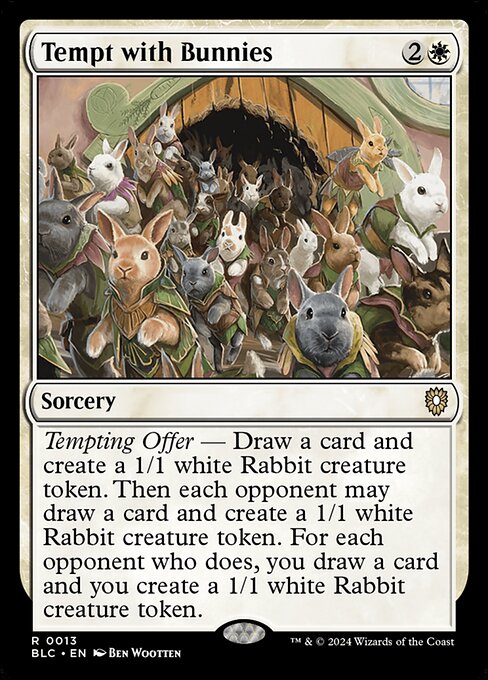 Tempt with Bunnies 2
Sorcery
Tempting Offer — Draw a card and
create a 1/1 white Rabbit creature
token. Then each opponent may
draw a card and create a 1/1 white
Rabbit creature token. For each
opponent who does, you draw a card
and you create a 1/1 white Rabbit
creature token.
R 0013
BLC • EN Ben Wootten
™ & © 2024 Wizards of the Coast